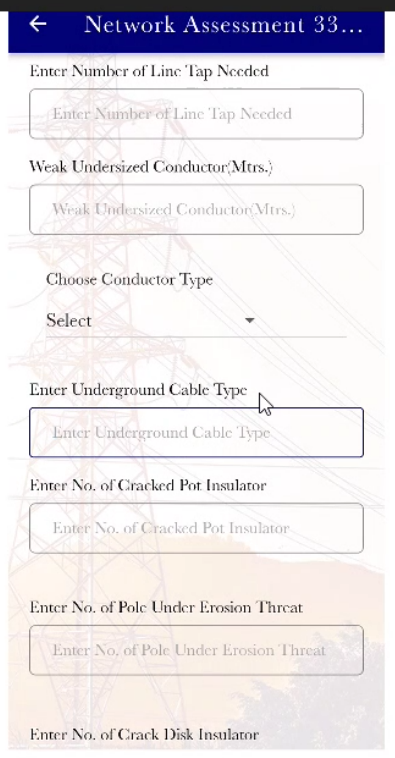 Network Assessment 33...
Enter Number of Line Tap Needed
Enter Number of Line Tap Needed
Weak Undersized Conductor(Mtrs.)
Weak Undersized Conductor(Mtrs.)
Choose Conductor Type
Select
Enter Underground Cable Type
Enter Underground Cable Type
Enter No. of Cracked Pot Insulator
Enter No. of Cracked Pot Insulator
Enter No. of Pole Under Erosion Threat
Enter No. of Pole Under Erosion Threat
Enter No. of Crack Disk Insulator